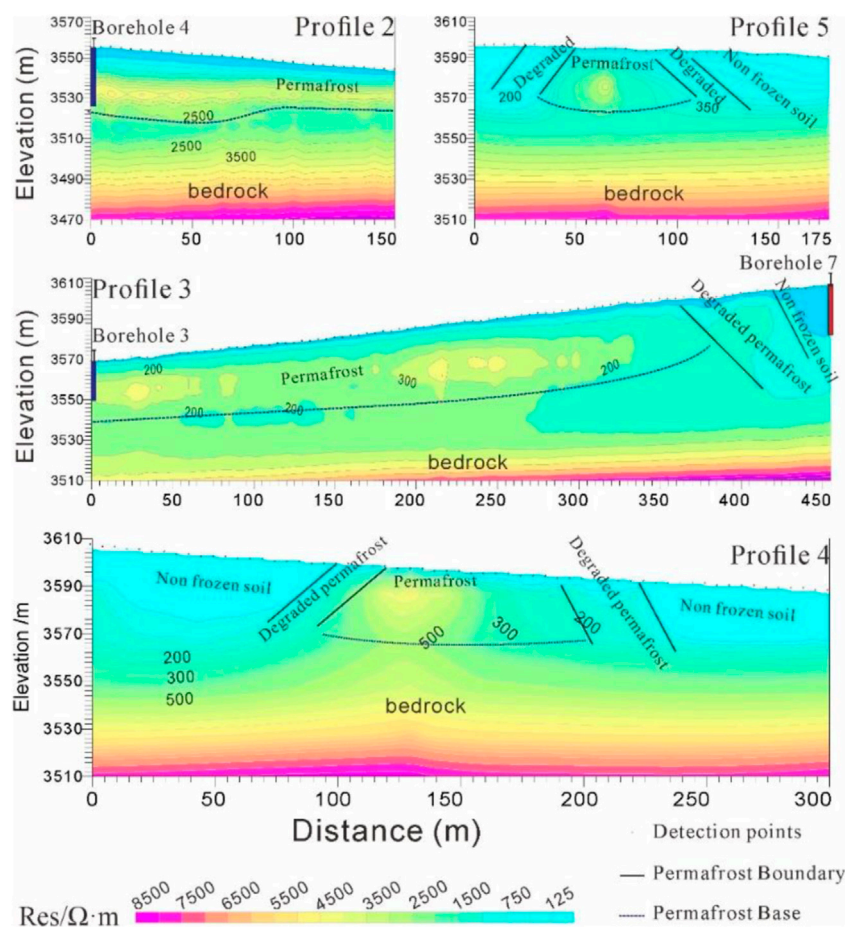 Profile 2
Borehole 4
Elevation (m)
3570
3550
3530
3510
3490
3470
Permafrost
2500
2500
3500
bedrock
0 50 100 150
Profile 5
3610
3590
3570
3550
3530
3510
Degraded
Permafrost
Degraded
Non frozen soil
200
350
bedrock
0 50 100 150 175
Profile 3
Borehole 3
Borehole 7
Elevation (m)
3610
3590
3570
3550
3530
3510
200
Permafrost
300
200
200
200
Degraded permafrost
Non frozen soil
bedrock
0 50 100 150 200 250 300 350 400 450
Profile 4
Elevation /m
3610
3590
3570
3550
3530
3510
Non frozen soil
Degraded permafrost
Permafrost
Degraded permafrost
Non frozen soil
200
300
500
500
300
200
bedrock
0 50 100 150 200 250 300
Distance (m)
Detection points
Permafrost Boundary
Permafrost Base
Res/Ω·m
8500 7500 6500 5500 4500 3500 2500 1500 750 125